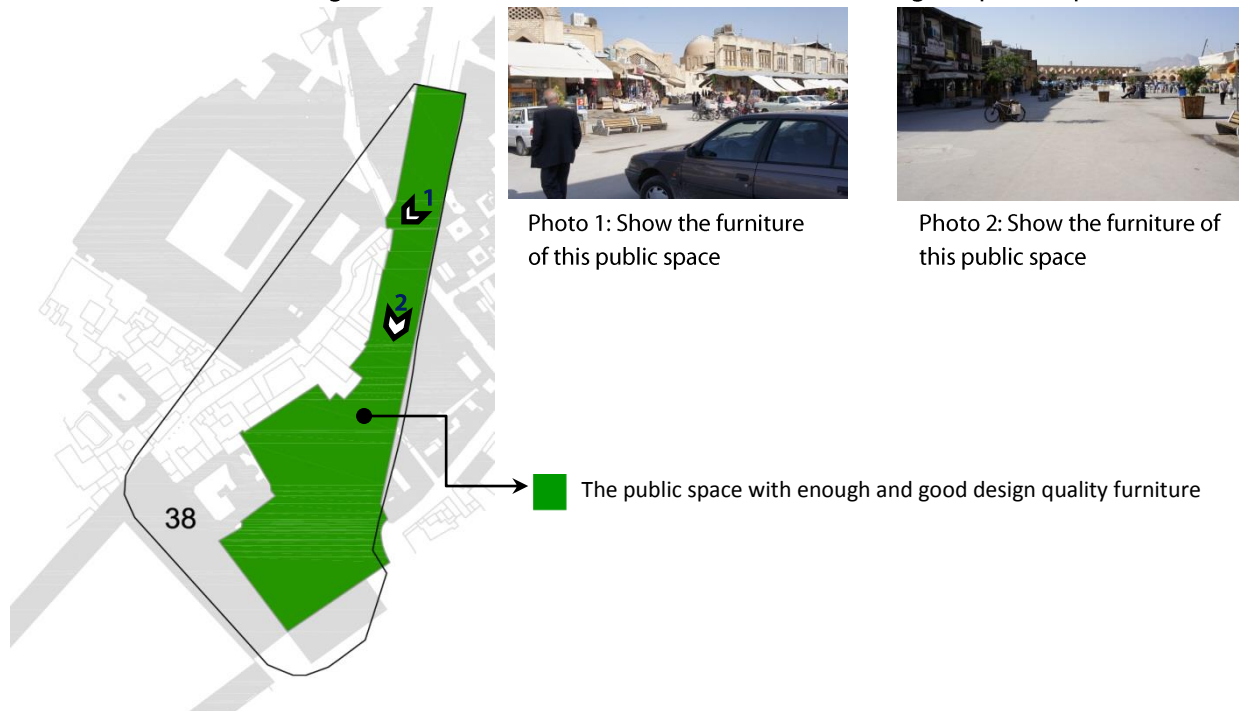 1
2
38
Photo 1: Show the furniture
of this public space
Photo 2: Show the furniture of
this public space
The public space with enough and good design quality furniture